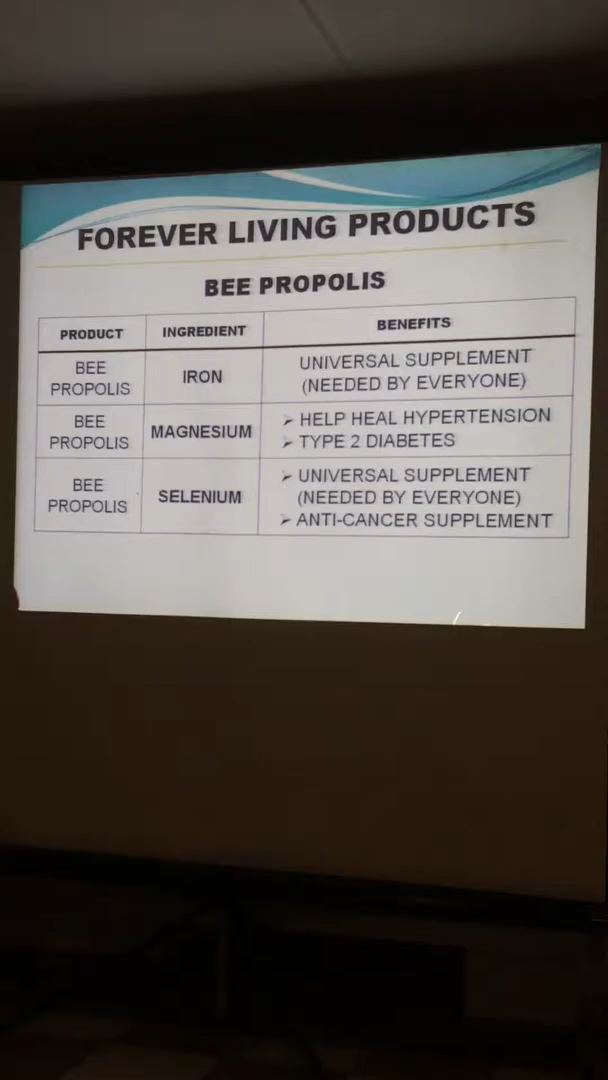 FOREVER LIVING PRODUCTS
BEE PROPOLIS
PRODUCT INGREDIENT BENEFITS
BEE PROPOLIS IRON UNIVERSAL SUPPLEMENT
(NEEDED BY EVERYONE)
BEE PROPOLIS MAGNESIUM ➢ HELP HEAL HYPERTENSION
➢ TYPE 2 DIABETES
BEE PROPOLIS SELENIUM ➢ UNIVERSAL SUPPLEMENT
(NEEDED BY EVERYONE)
➢ ANTI-CANCER SUPPLEMENT